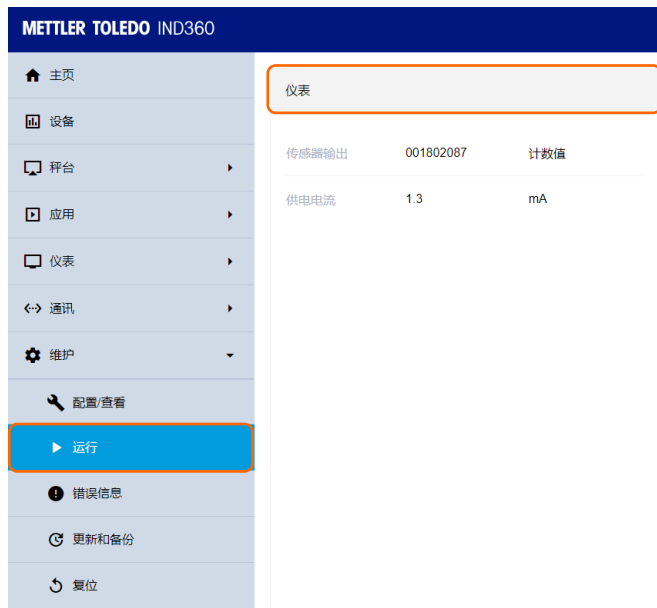 METTLER TOLEDO IND360
主页
设备
秤台
应用
仪表
通讯
维护
配置/查看
运行
错误信息
更新和备份
复位
仪表
传感器输出 001802087 计数值
供电电流 1.3 mA